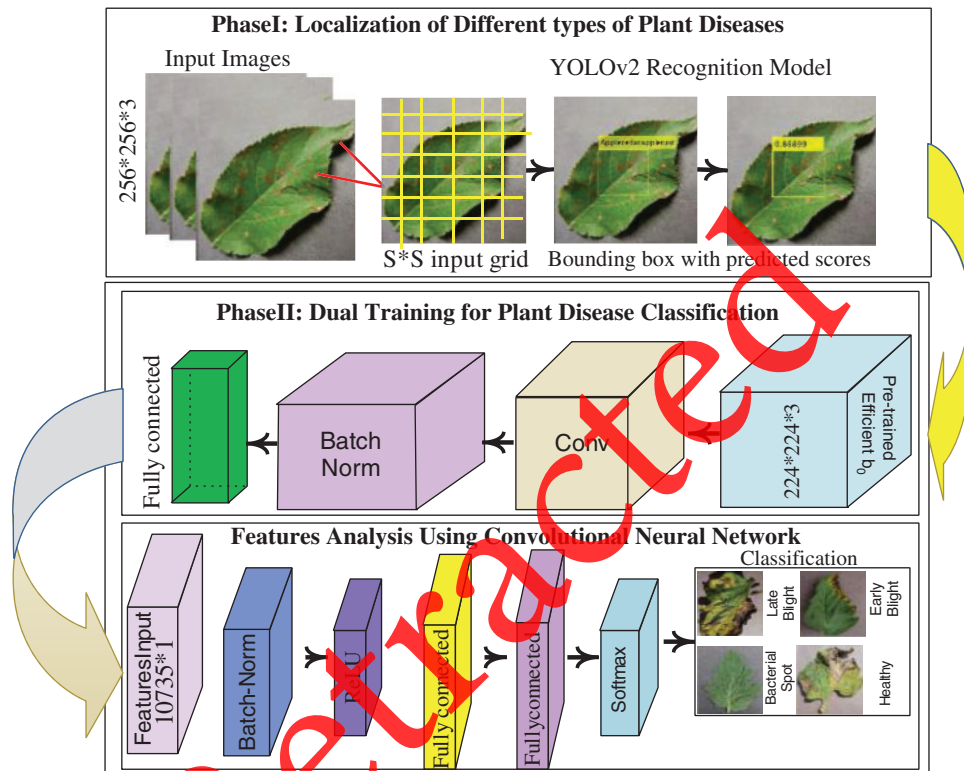 PhaseI: Localization of Different types of Plant Diseases
Input Images
YOLOv2 Recognition Model
256*256*3
0.86899
S*S input grid
Bounding box with predicted scores
PhaseII: Dual Training for Plant Disease Classification
Fully connected
Batch
Norm
Conv
224*224*3
Pre-trained
Efficient b0
Features Analysis Using Convolutional Neural Network
Classification
FeaturesInput
10735*1
Batch-Norm
ReLU
Fully connected
Fullyconnected
Softmax
Late
Blight
Early
Blight
Bacterial
Spot
Healthy
Retracted